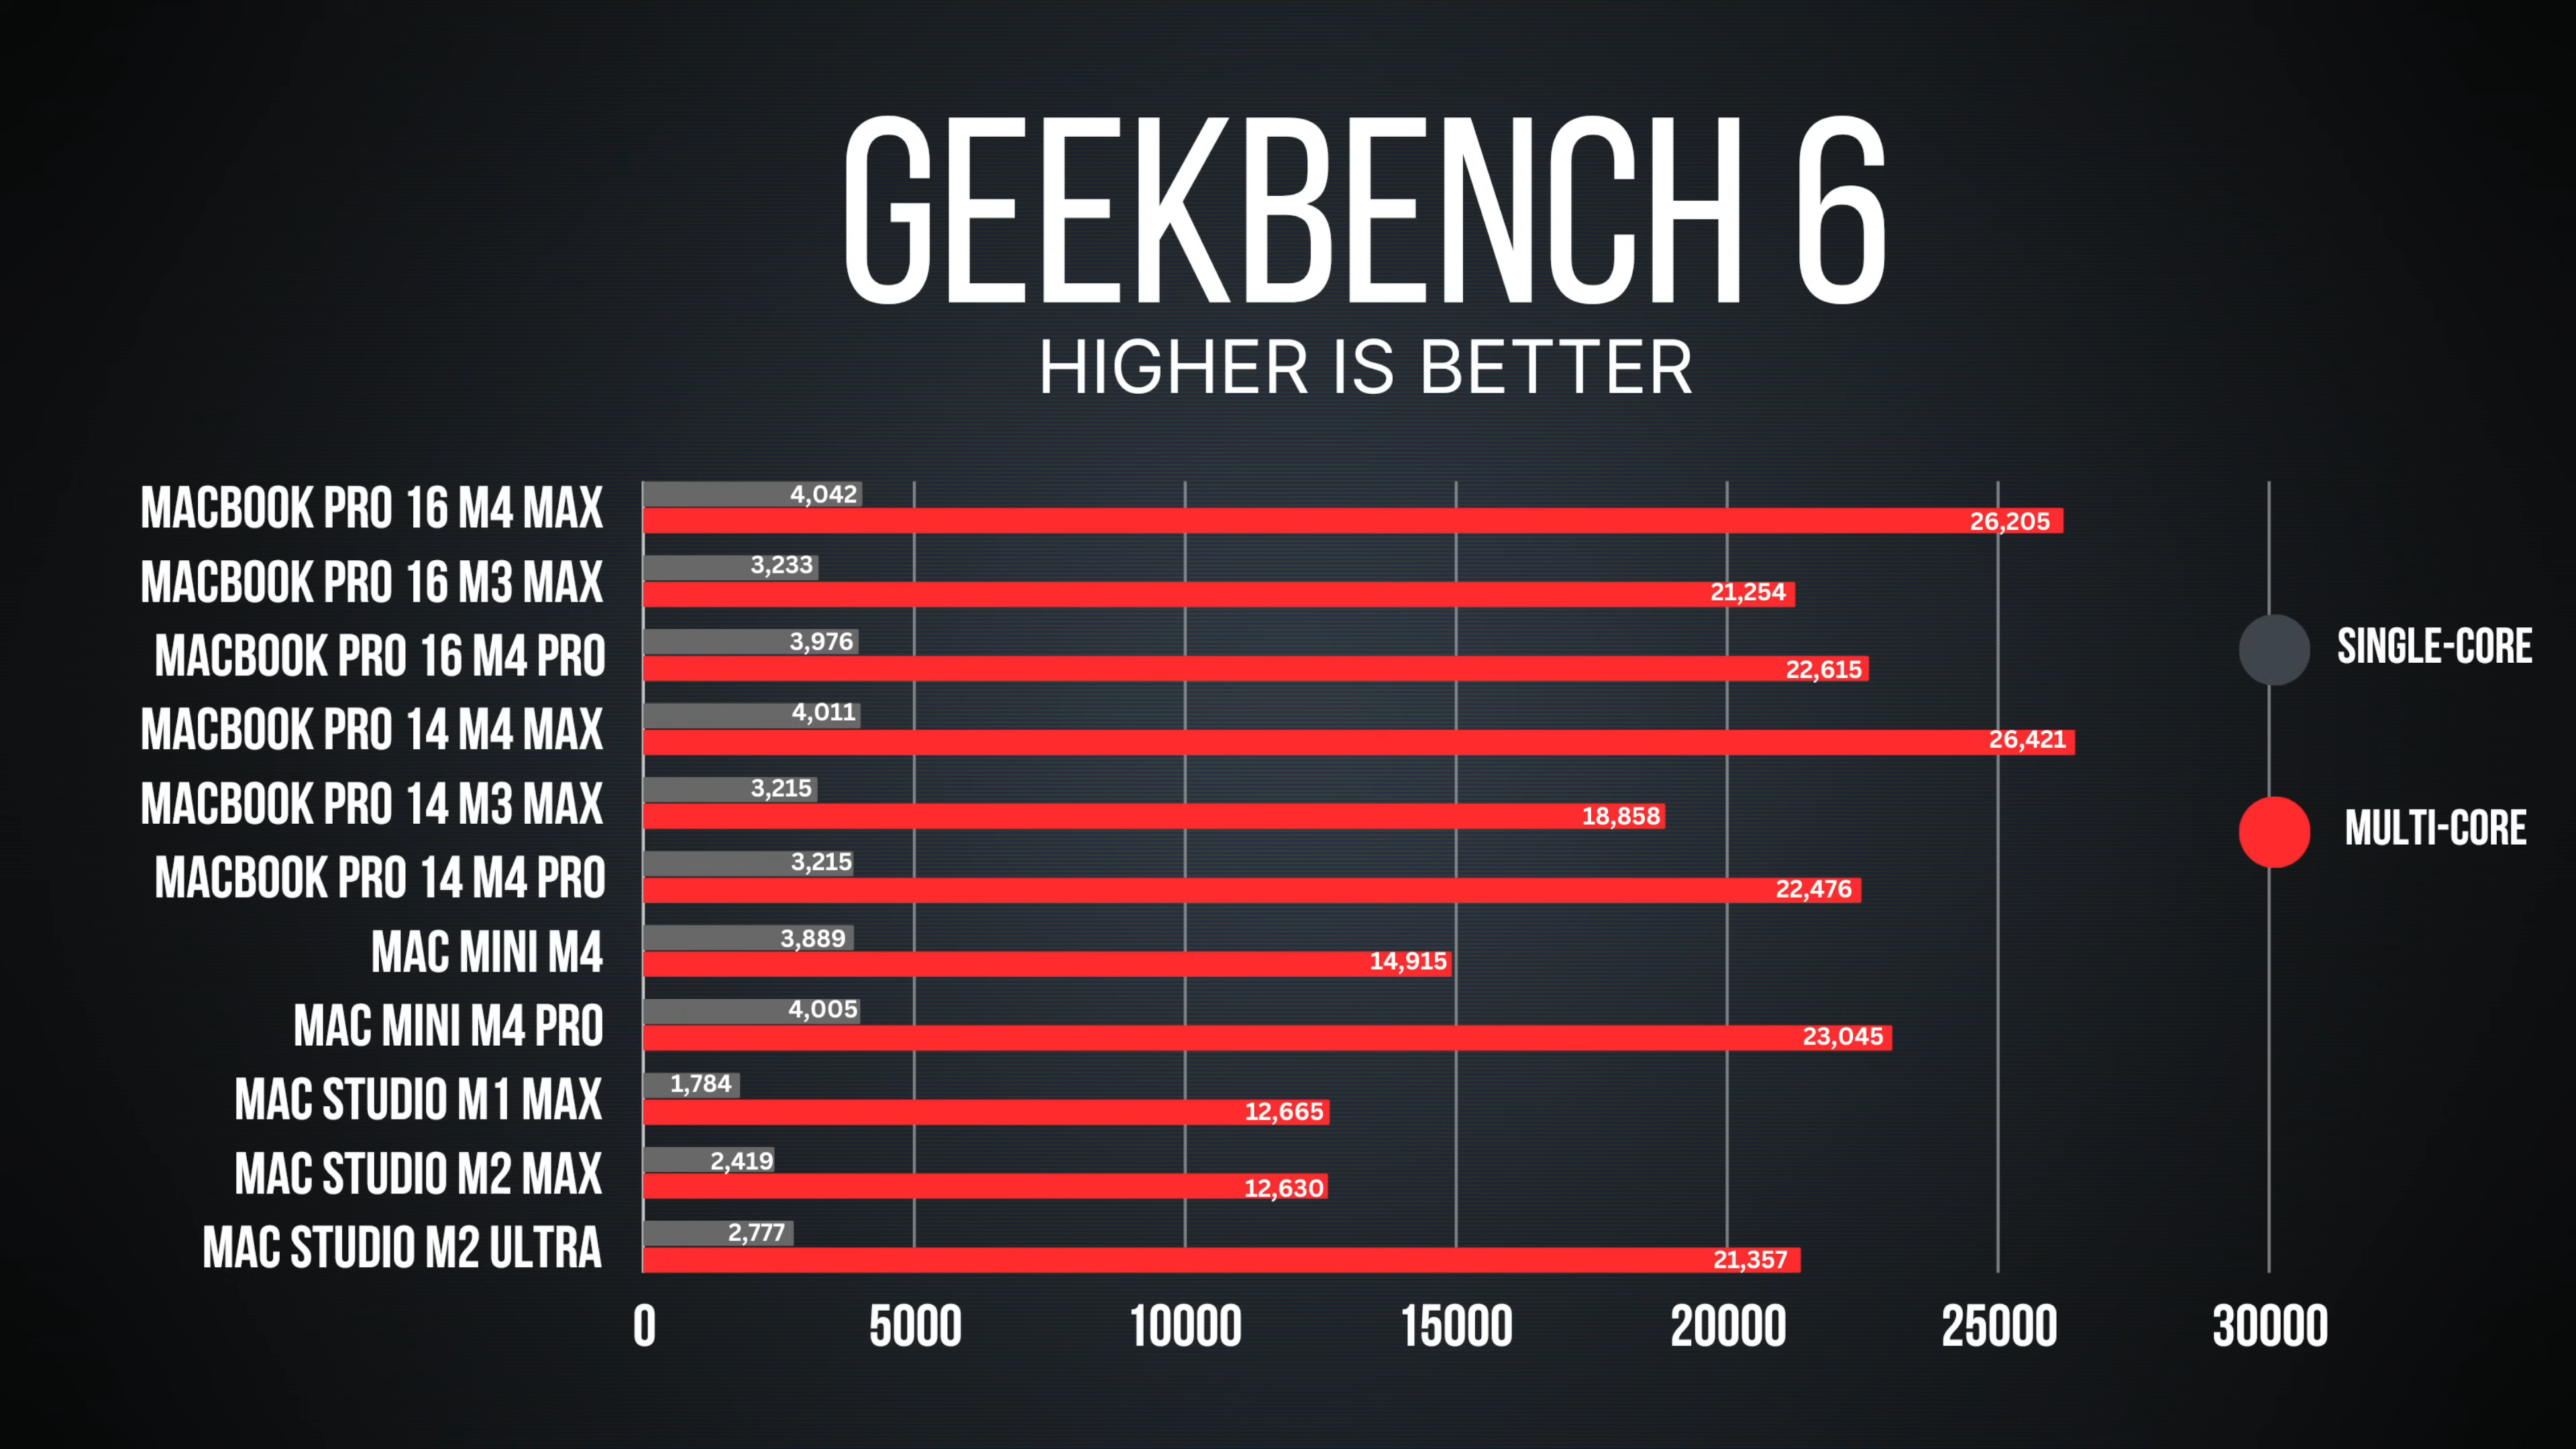 GEEKBENCH 6
HIGHER IS BETTER
MACBOOK PRO 16 M4 MAX 4,042 26,205
MACBOOK PRO 16 M3 MAX 3,233 21,254
MACBOOK PRO 16 M4 PRO 3,976 22,615
MACBOOK PRO 14 M4 MAX 4,011 26,421
MACBOOK PRO 14 M3 MAX 3,215 18,858
MACBOOK PRO 14 M4 PRO 3,215 22,476
MAC MINI M4 3,889 14,915
MAC MINI M4 PRO 4,005 23,045
MAC STUDIO M1 MAX 1,784 12,665
MAC STUDIO M2 MAX 2,419 12,630
MAC STUDIO M2 ULTRA 2,777 21,357
0 5000 10000 15000 20000 25000 30000
SINGLE-CORE
MULTI-CORE